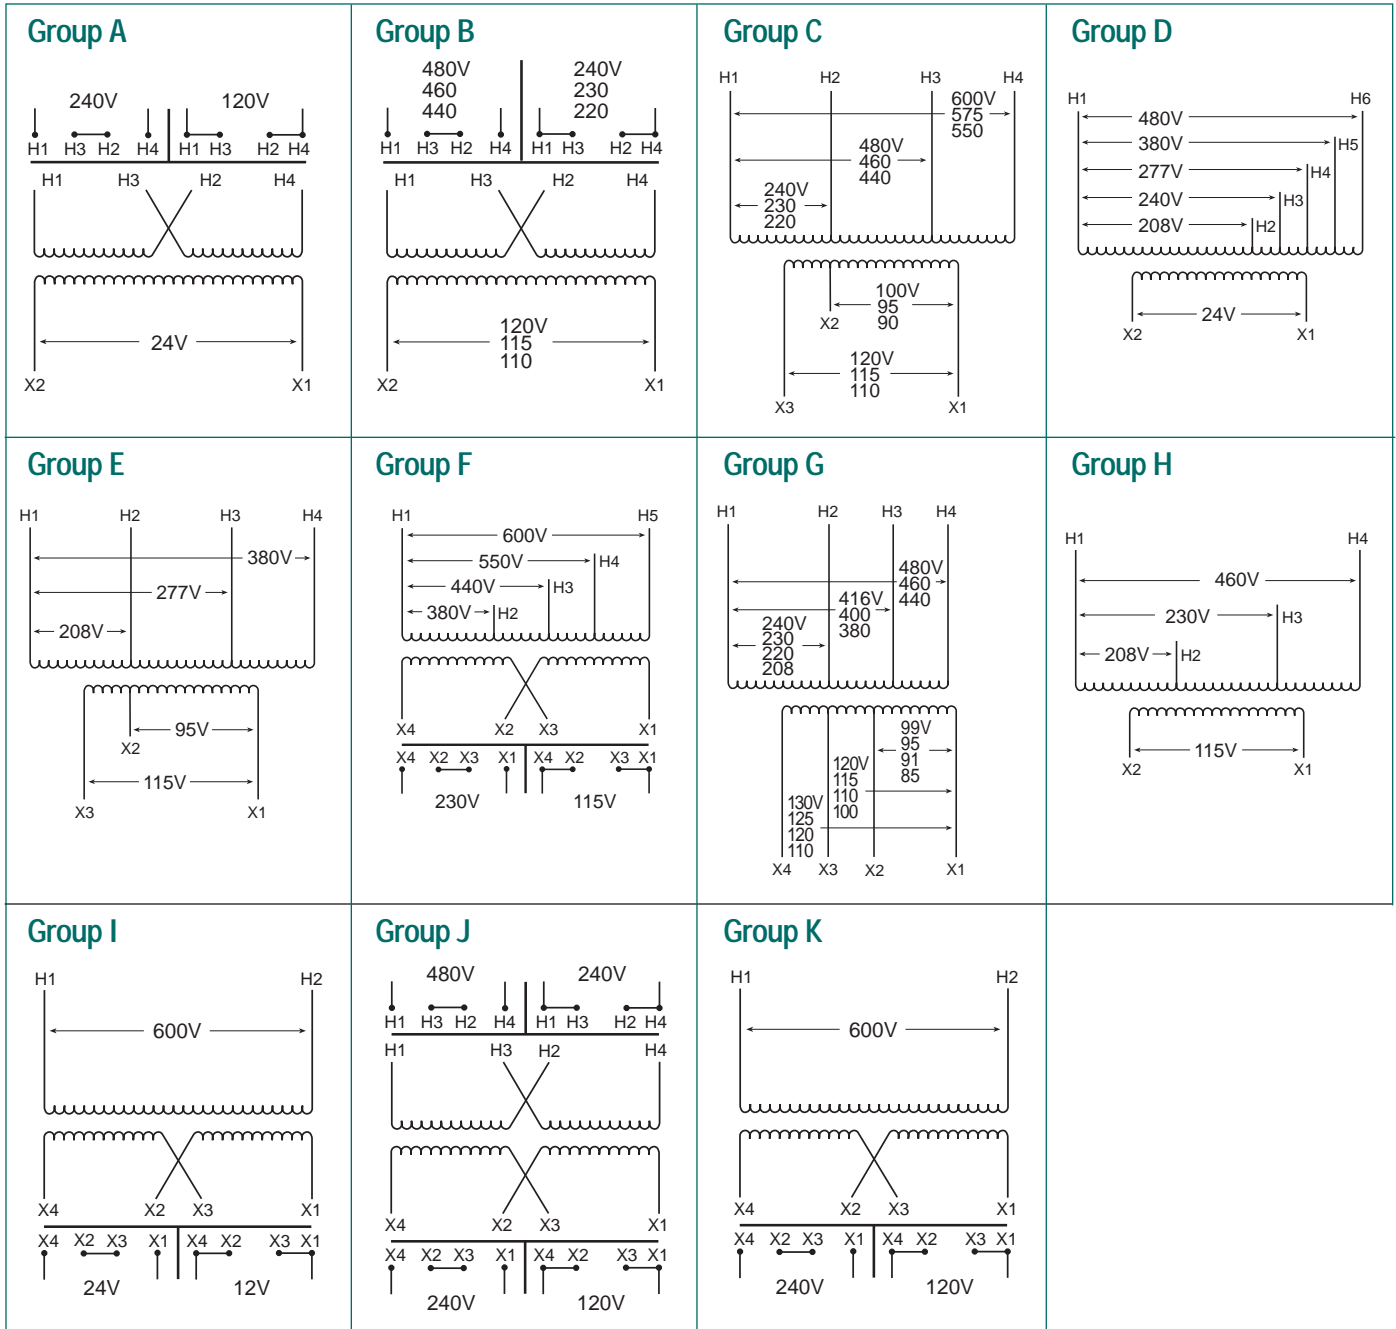 Group A
240V 120V
H1 H3 H2 H4 H1 H3 H2 H4
H1 H3 H2 H4
24V
X2 X1
Group B
480V 240V
460 230
440 220
H1 H3 H2 H4 H1 H3 H2 H4
H1 H3 H2 H4
120V
115
110
X2 X1
Group C
H1 H2 H3 H4
600V
575
550
480V
460
440
240V
230
220
100V
95
90
X2
120V
115
110
X3 X1
Group D
H1 H6
480V
380V H5
277V H4
240V H3
208V H2
24V
X2 X1
Group E
H1 H2 H3 H4
380V
277V
208V
95V
X2
115V
X3 X1
Group F
H1 H5
600V
550V H4
440V H3
380V H2
X4 X2 X3 X1
X4 X2 X3 X1 X4 X2 X3 X1
230V 115V
Group G
H1 H2 H3 H4
480V
460
440
416V
400
380
240V
230
220
208
99V
95
91
85
120V
115
110
100
130V
125
120
110
X4 X3 X2 X1
Group H
H1 H4
460V
230V H3
208V H2
115V
X2 X1
Group I
H1 H2
600V
X4 X2 X3 X1
X4 X2 X3 X1 X4 X2 X3 X1
24V 12V
Group J
480V 240V
H1 H3 H2 H4 H1 H3 H2 H4
H1 H3 H2 H4
X4 X2 X3 X1
X4 X2 X3 X1 X4 X2 X3 X1
240V 120V
Group K
H1 H2
600V
X4 X2 X3 X1
X4 X2 X3 X1 X4 X2 X3 X1
240V 120V